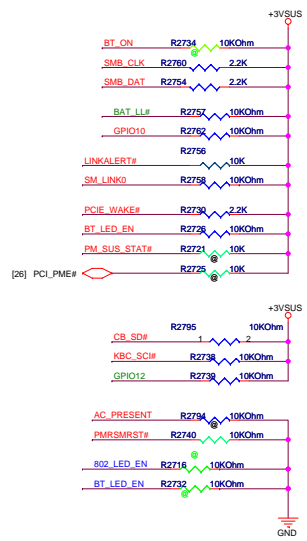 +3VSUS
BT_ON R2734 10KOhm
@
SMB_CLK R2760 2.2K
SMB_DAT R2754 2.2K
BAT_LL# R2757 10KOhm
GPIO10 R2762 10KOhm
R2756
LINKALERT# 10K
SM_LINK0 R2758 10KOhm
PCIE_WAKE# R2730 2.2K
BT_LED_EN R2726 10KOhm
PM_SUS_STAT# R2721 10K
@
[26] PCI_PME# R2725 10K
@
+3VSUS
R2795 10KOhm
CB_SD# 1 2
KBC_SCI# R2738 10KOhm
GPIO12 R2739 10KOhm
AC_PRESENT R2794 10KOhm
@
PMRSMRST# R2740 10KOhm
@
802_LED_EN R2716 10KOhm
BT_LED_EN R2732 10KOhm
@
GND